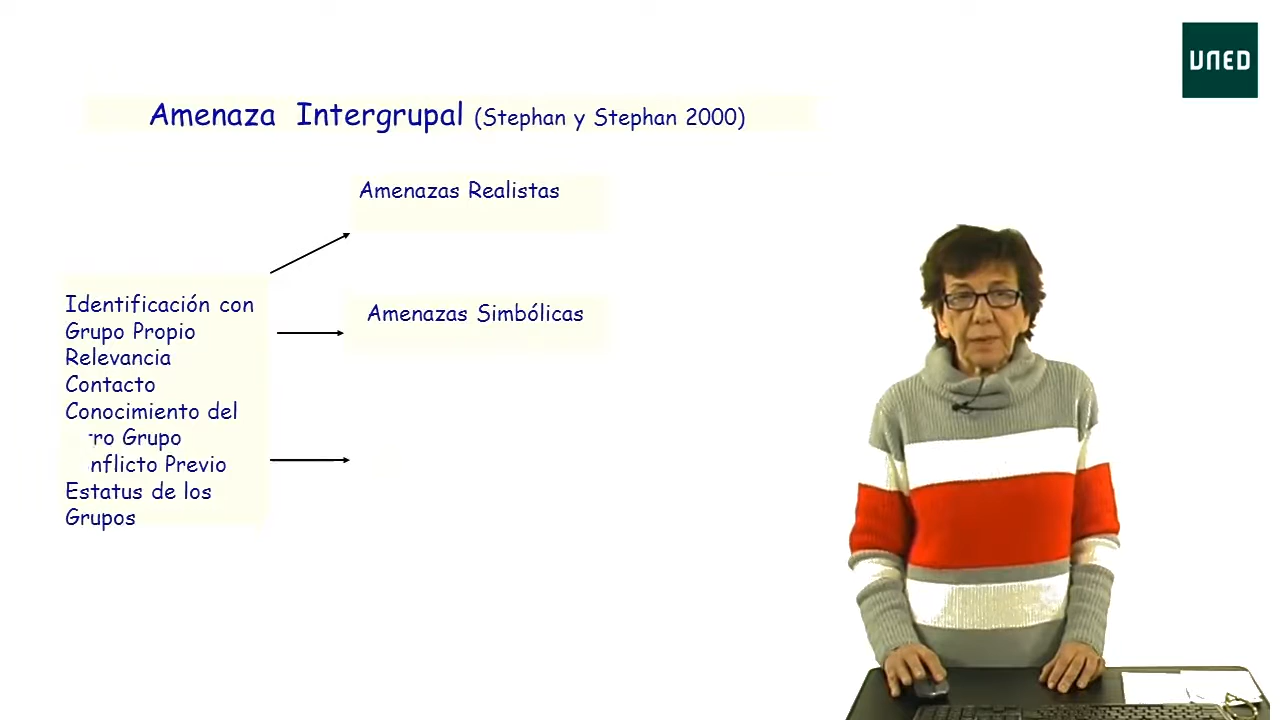 UNED
Amenaza Intergrupal (Stephan y Stephan 2000)
Amenazas Realistas
Amenazas Simbólicas
Identificación con
Grupo Propio
Relevancia
Contacto
Conocimiento del
ro Grupo
nflicto Previo
Estatus de los
Grupos